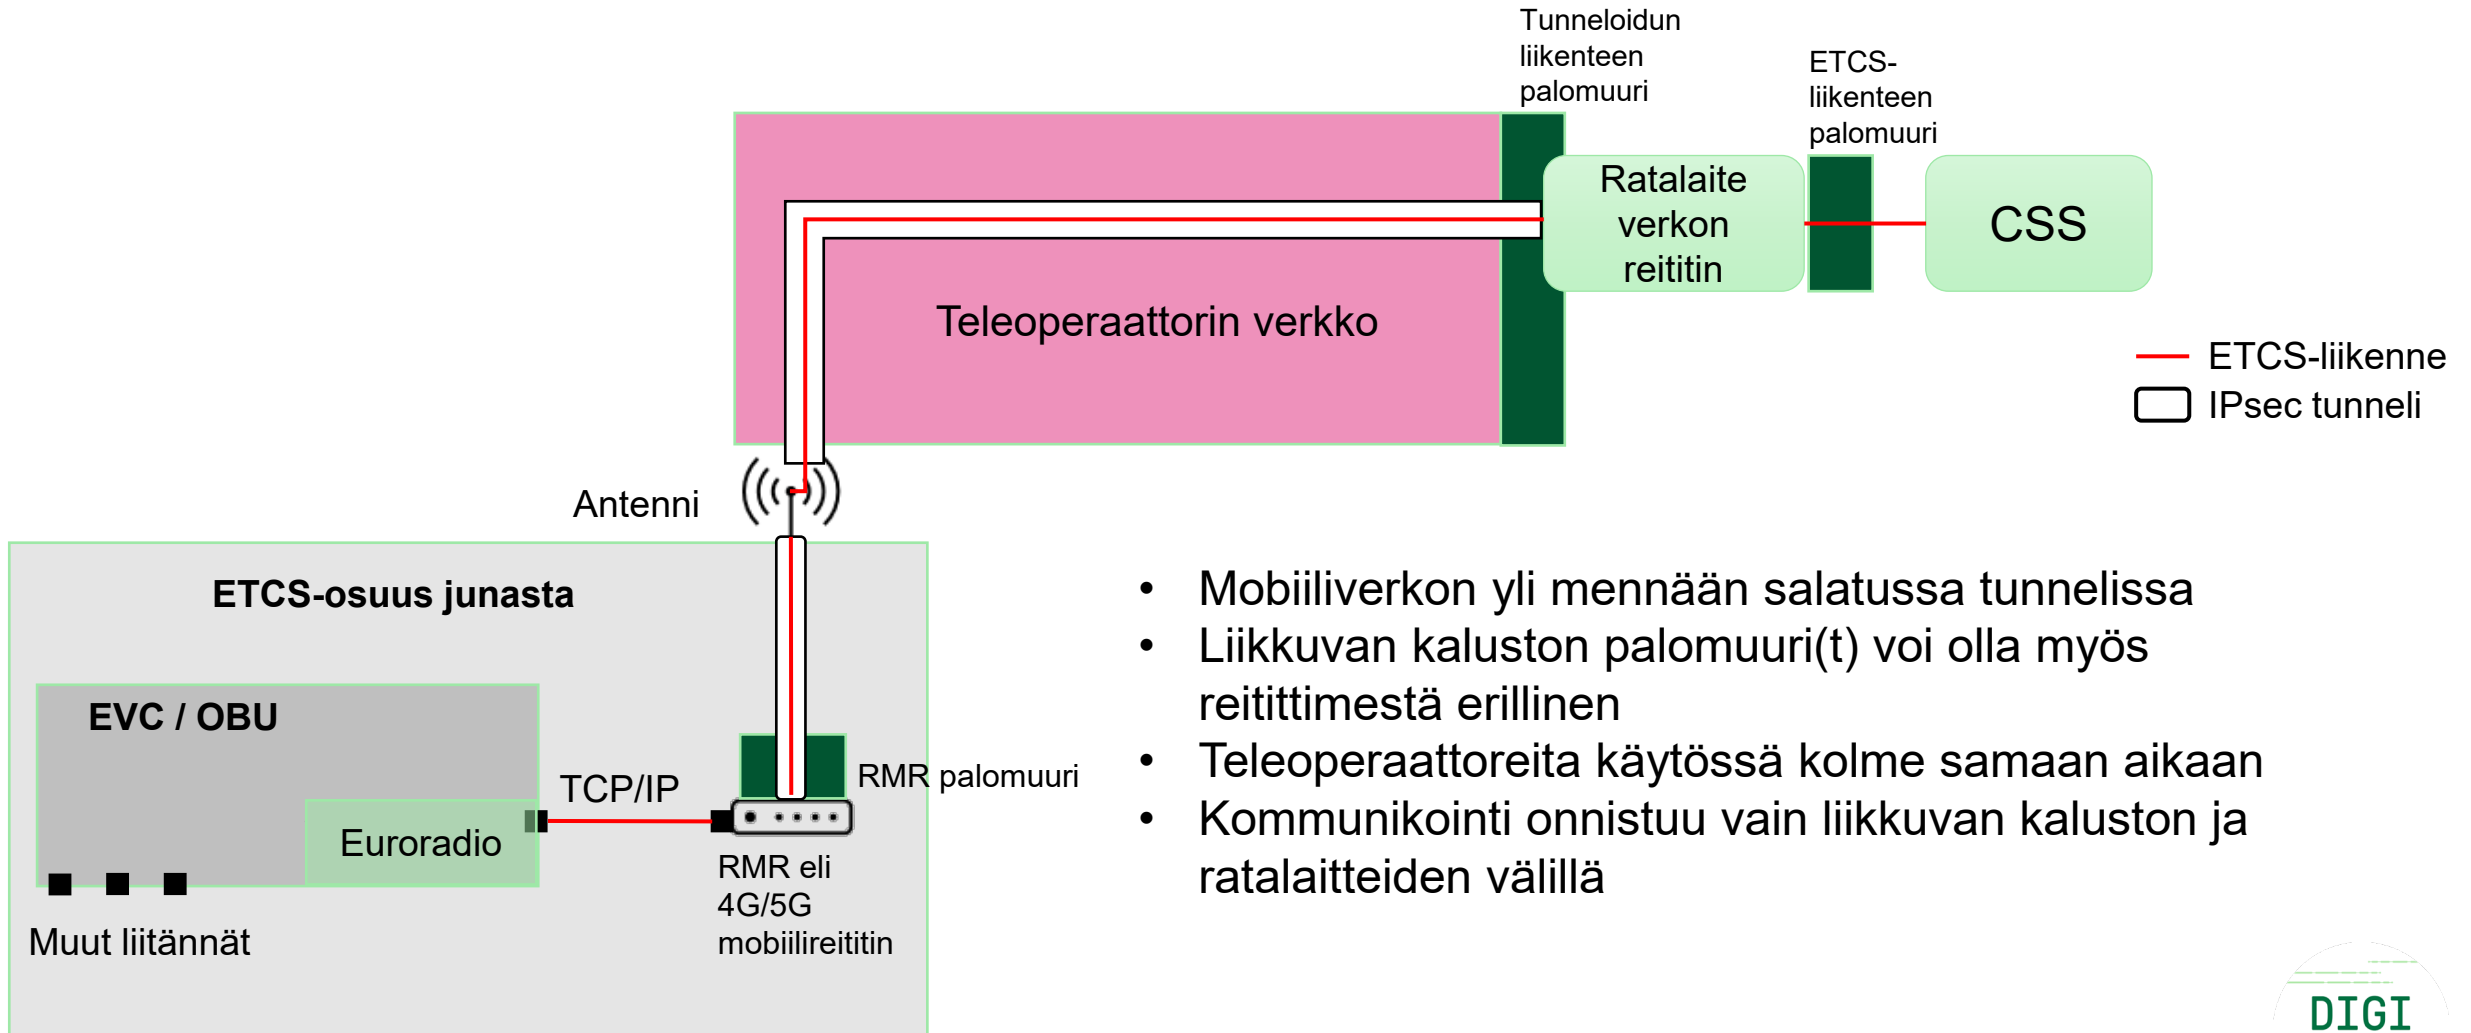 Tunneloidun
liikenteen
palomuuri
ETCS-
liikenteen
palomuuri
Ratalaite
verkon
reititin
CSS
Teleoperaattorin verkko
ETCS-liikenne
IPsec tunneli
Antenni
ETCS-osuus junasta
EVC / OBU
TCP/IP
RMR palomuuri
Euroradio
RMR eli
4G/5G
mobiilireititin
Muut liitännät
• Mobiiliverkon yli mennään salatussa tunnelissa
• Liikkuvan kaluston palomuuri(t) voi olla myös
reitittimestä erillinen
• Teleoperaattoreita käytössä kolme samaan aikaan
• Kommunikointi onnistuu vain liikkuvan kaluston ja
ratalaitteiden välillä
DIGI